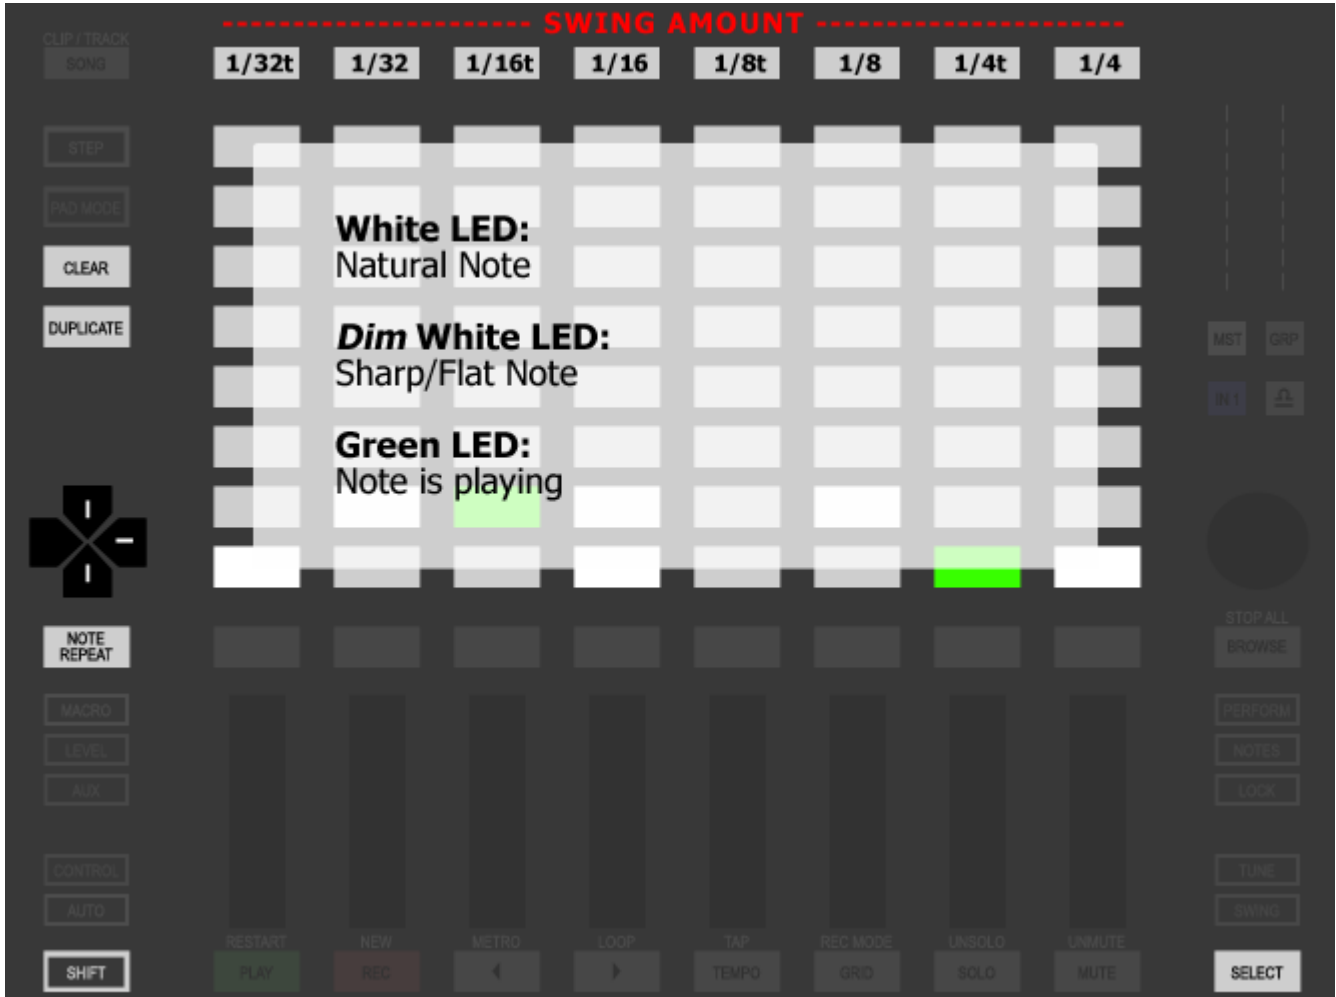 ------------------------ SWING AMOUNT ------------------------
CLIP / TRACK
SONG
1/32t 1/32 1/16t 1/16 1/8t 1/8 1/4t 1/4
STEP
PAD MODE
White LED:
CLEAR Natural Note
DUPLICATE Dim White LED:
MST GRP
Sharp/Flat Note
IN 1
Green LED:
Note is playing
NOTE
REPEAT
STOP ALL
BROWSE
MACRO PERFORM
LEVEL NOTES
AUX LOCK
CONTROL TUNE
AUTO SWING
RESTART NEW METRO LOOP TAP REC MODE UNSOLO UNMUTE
SHIFT PLAY REC TEMPO GRID SOLO MUTE SELECT